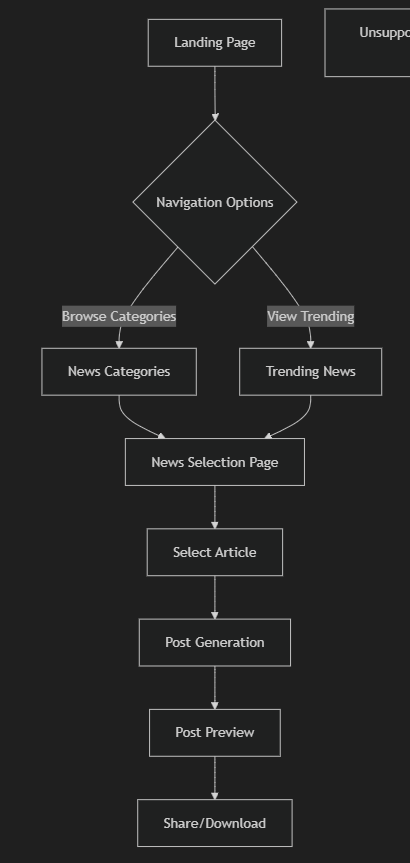 Landing Page
Navigation Options
Browse Categories
View Trending
News Categories
Trending News
News Selection Page
Select Article
Post Generation
Post Preview
Share/Download